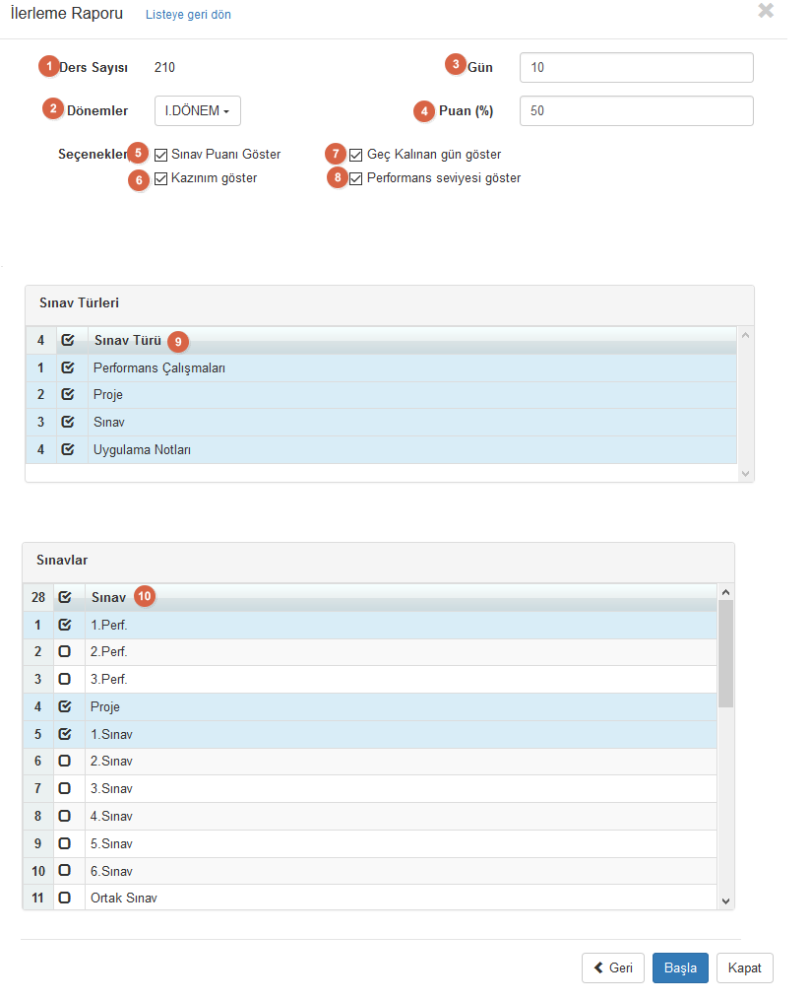 İlerleme Raporu Listeye geri dön
1 Ders Sayısı 210 3 Gün 10
2 Dönemler I.DÖNEM 4 Puan (%) 50
Seçenekler 5 Sınav Puanı Göster 7 Geç Kalınan gün göster
6 Kazınım göster 8 Performans seviyesi göster
Sınav Türleri
4 Sınav Türü 9
1 Performans Çalışmaları
2 Proje
3 Sınav
4 Uygulama Notları
Sınavlar
28 Sınav 10
1 1.Perf.
2 2.Perf.
3 3.Perf.
4 Proje
5 1.Sınav
6 2.Sınav
7 3.Sınav
8 4.Sınav
9 5.Sınav
10 6.Sınav
11 Ortak Sınav
Geri Başla Kapat